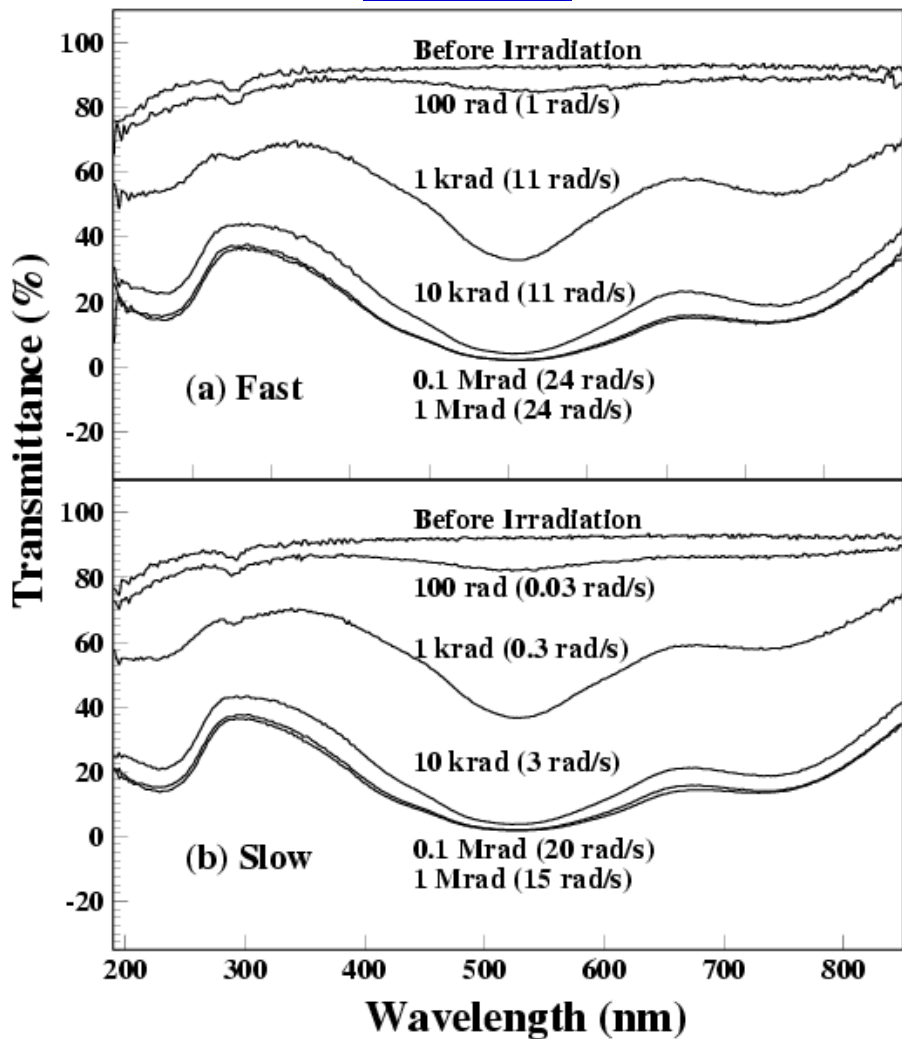 100
80
60
40
20
0
-20
Before Irradiation
100 rad (1 rad/s)
1 krad (11 rad/s)
10 krad (11 rad/s)
0.1 Mrad (24 rad/s)
1 Mrad (24 rad/s)
(a) Fast
Transmittance (%)
100
80
60
40
20
0
-20
Before Irradiation
100 rad (0.03 rad/s)
1 krad (0.3 rad/s)
10 krad (3 rad/s)
0.1 Mrad (20 rad/s)
1 Mrad (15 rad/s)
(b) Slow
200 300 400 500 600 700 800
Wavelength (nm)